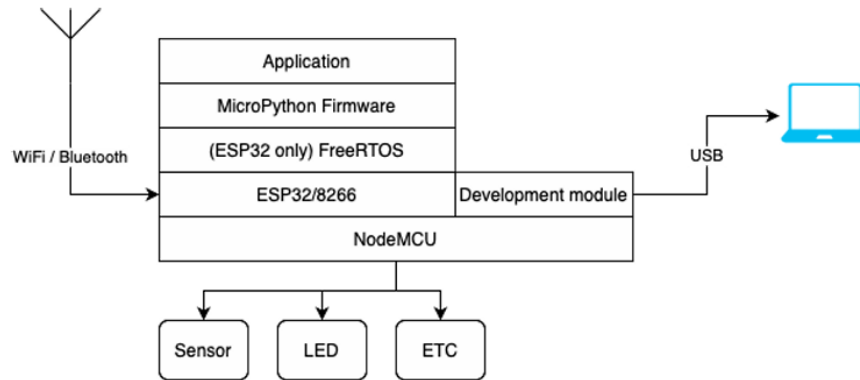 Application
MicroPython Firmware
(ESP32 only) FreeRTOS
WiFi / Bluetooth
USB
ESP32/8266
Development module
NodeMCU
Sensor
LED
ETC